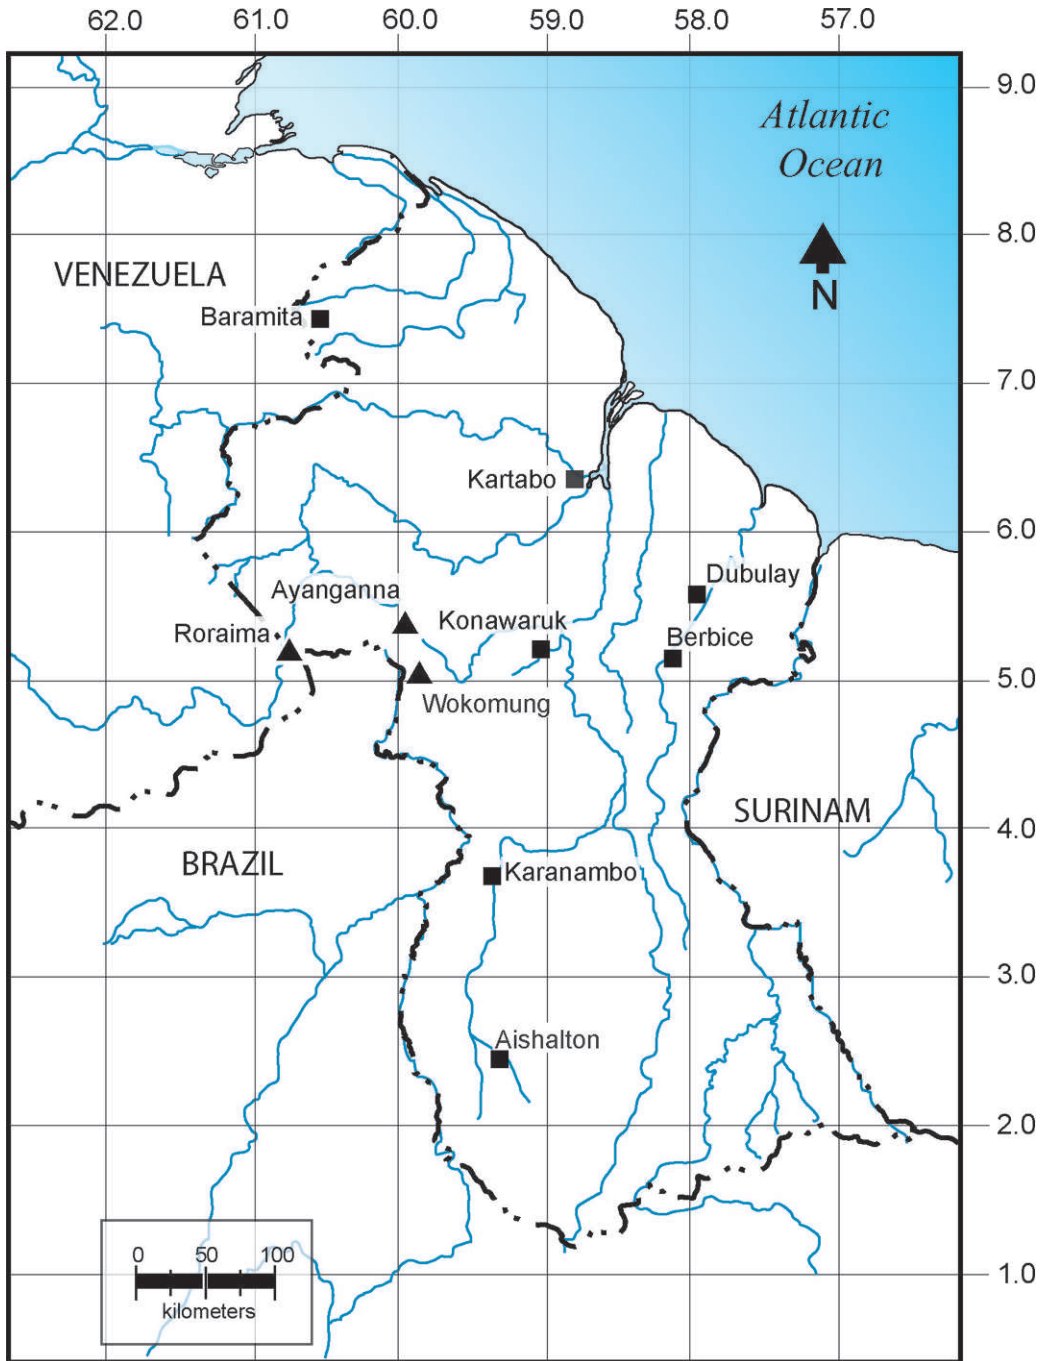 62.0 61.0 60.0 59.0 58.0 57.0
9.0
Atlantic
Ocean
8.0
VENEZUELA
N
Baramita
7.0
Kartabo
6.0
Dubulay
Ayanganna
Konawaruk
Roraima
Berbice
5.0
Wokomung
SURINAM
4.0
BRAZIL
Karanambo
3.0
Aishalton
2.0
0 50 100
1.0
kilometers